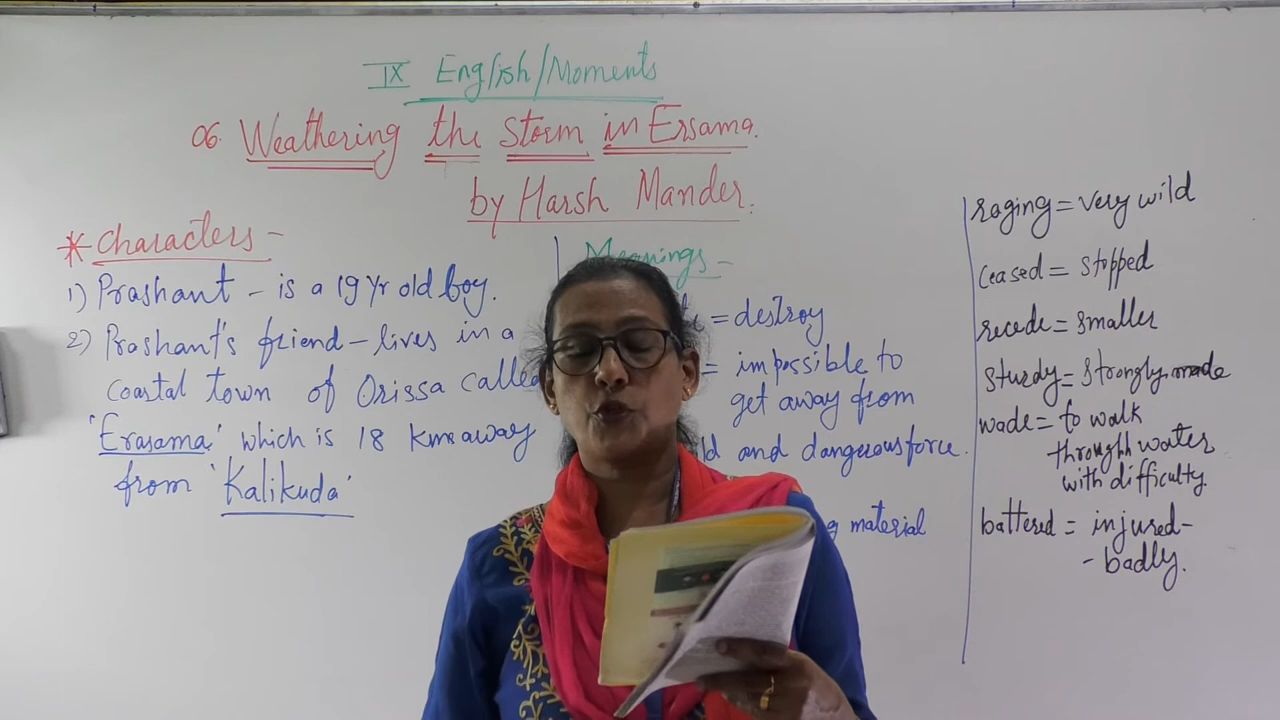 IX English/Moments
06. Weathering the Storm in Ersama.
by Harsh Mander.
* Characters -
1) Prashant - is a 19 yr old boy.
2) Prashant's friend - lives in a
coastal town of Orissa called
'Erasama' which is 18 kms away
from 'Kalikuda'
Meanings -
= destroy
= impossible to
get away from
and dangerous force.
material
raging = very wild
ceased = stopped
recede = smaller
sturdy = strongly made
wade = to walk
through water
with difficulty.
battered = injured-
- badly.